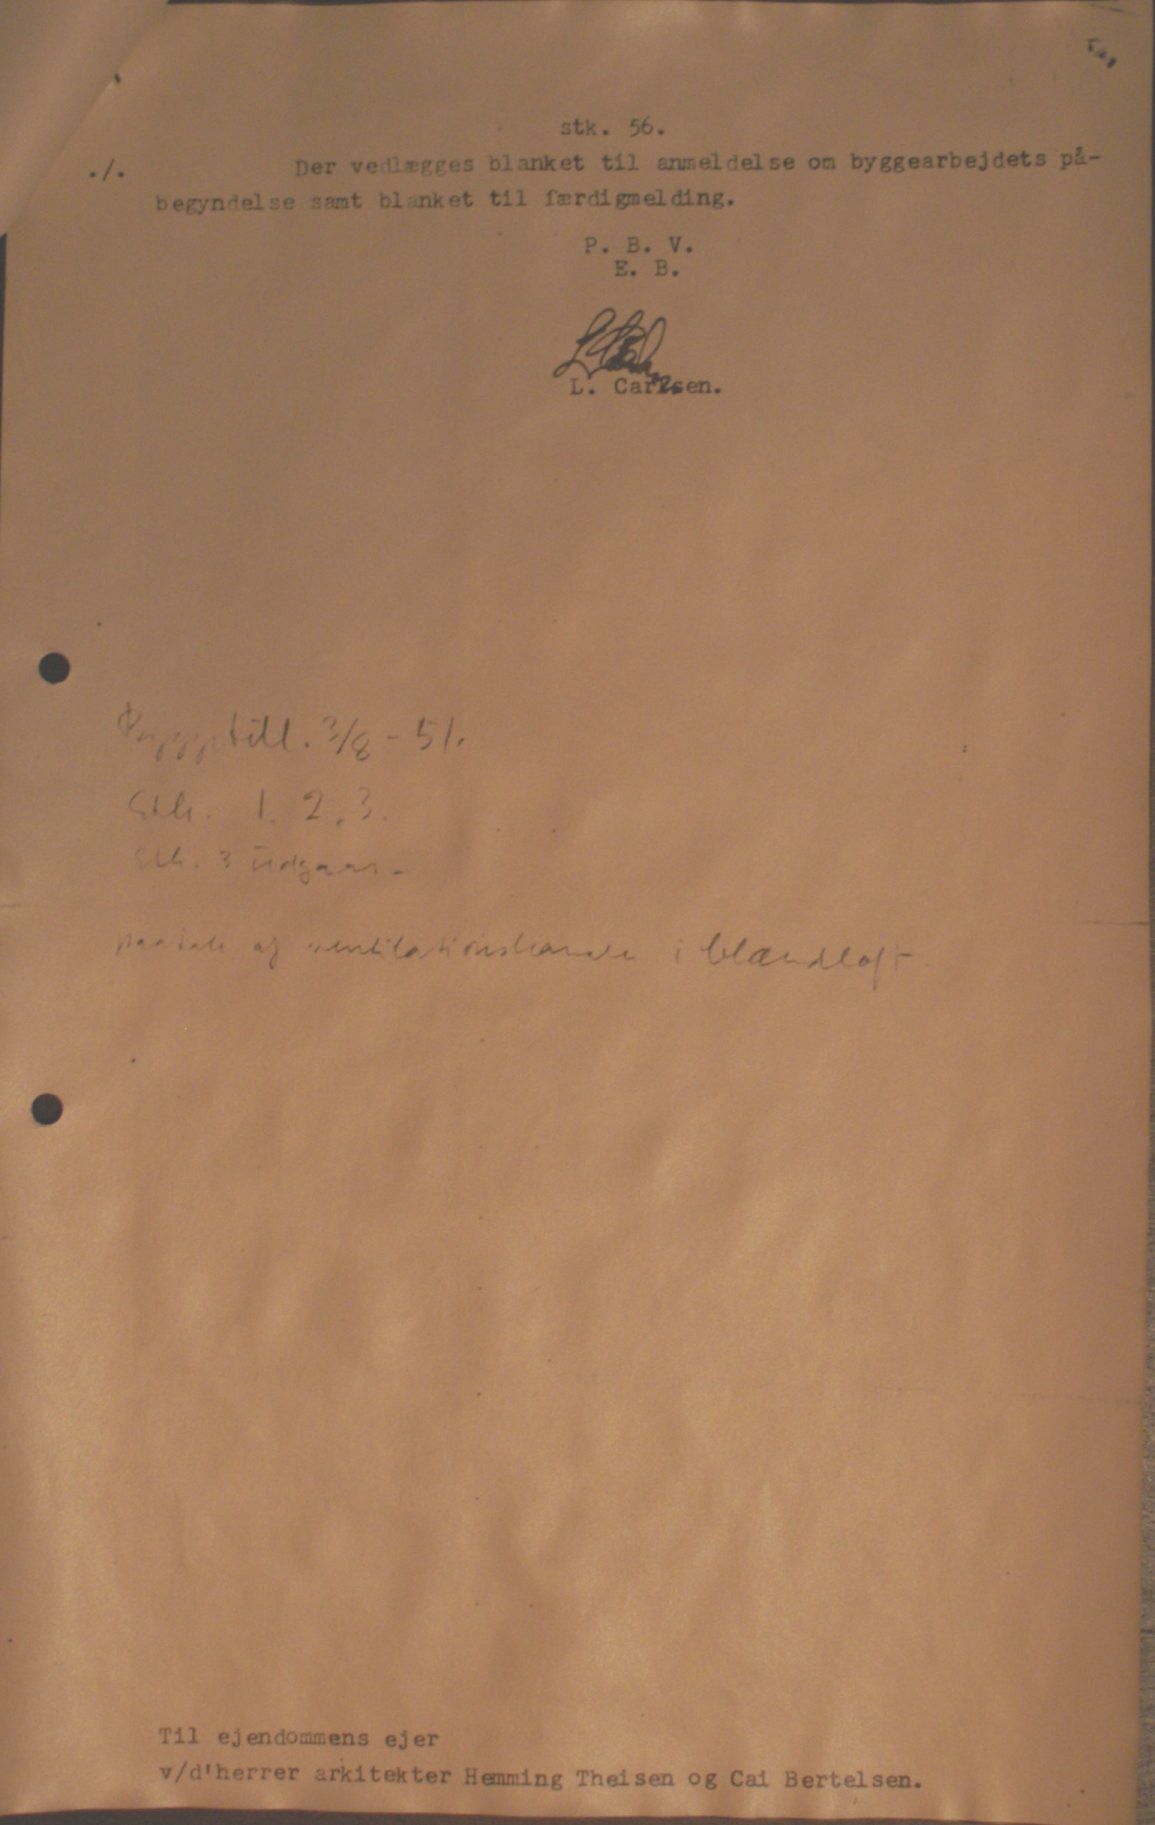 stk. 56.
./. Der vedlægges blanket til anmeldelse om byggearbejdets på-
begyndelse samt blanket til færdigmelding.
P. B. V.
E. B.
L. Carlsen.
Byggetill. 3/8 - 51.
Stk. 1. 2. 3.
Stk. 3 udgaar.
af i blændloft.
Til ejendommens ejer
v/d'herrer arkitekter Hemming Theisen og Cai Bertelsen.